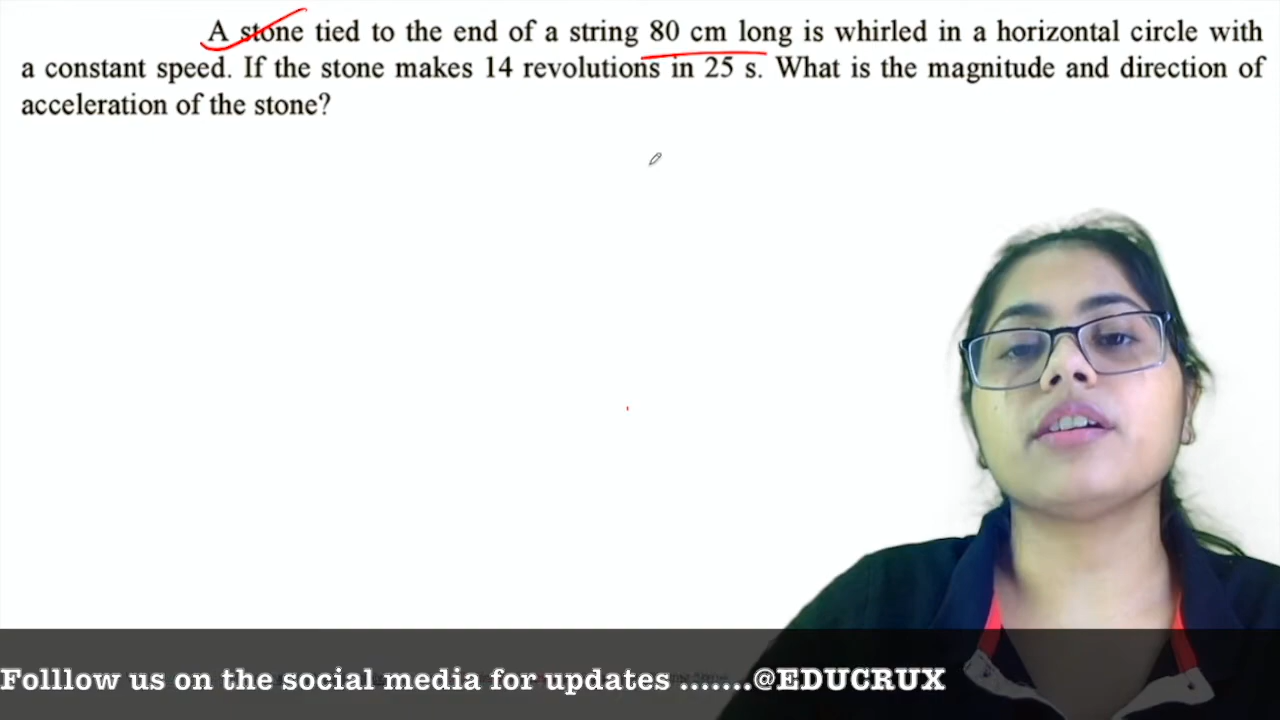 A stone tied to the end of a string 80 cm long is whirled in a horizontal circle with
a constant speed. If the stone makes 14 revolutions in 25 s. What is the magnitude and direction of
acceleration of the stone?
Folllow us on the social media for updates .......@EDUCRUX